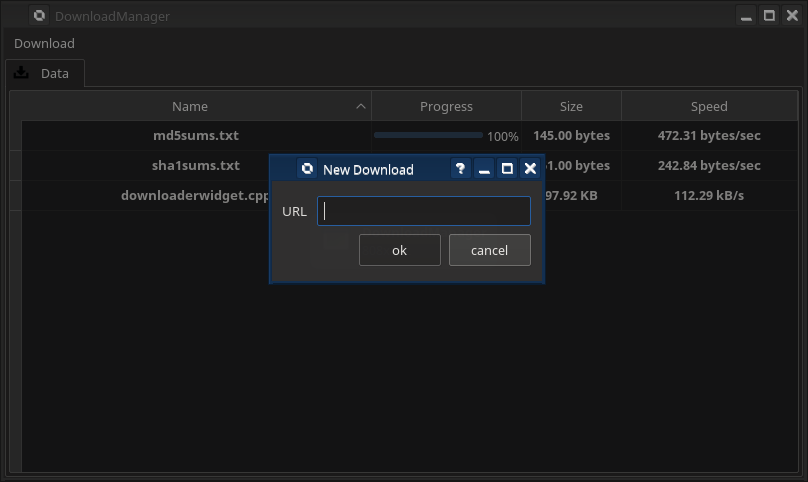 DownloadManager
Download
Data
Name Progress Size Speed
md5sums.txt 100% 145.00 bytes 472.31 bytes/sec
sha1sums.txt 1.00 bytes 242.84 bytes/sec
New Download ?
downloaderwidget.cpp 97.92 KB 112.29 kB/s
URL
ok cancel